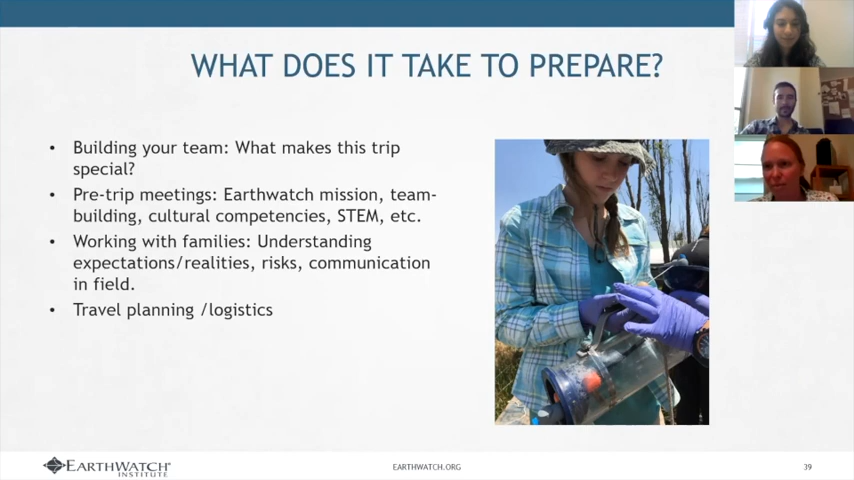 WHAT DOES IT TAKE TO PREPARE?
• Building your team: What makes this trip
special?
• Pre-trip meetings: Earthwatch mission, team-
building, cultural competencies, STEM, etc.
• Working with families: Understanding
expectations/realities, risks, communication
in field.
• Travel planning /logistics
EARTHWATCH
INSTITUTE
EARTHWATCH.ORG
39